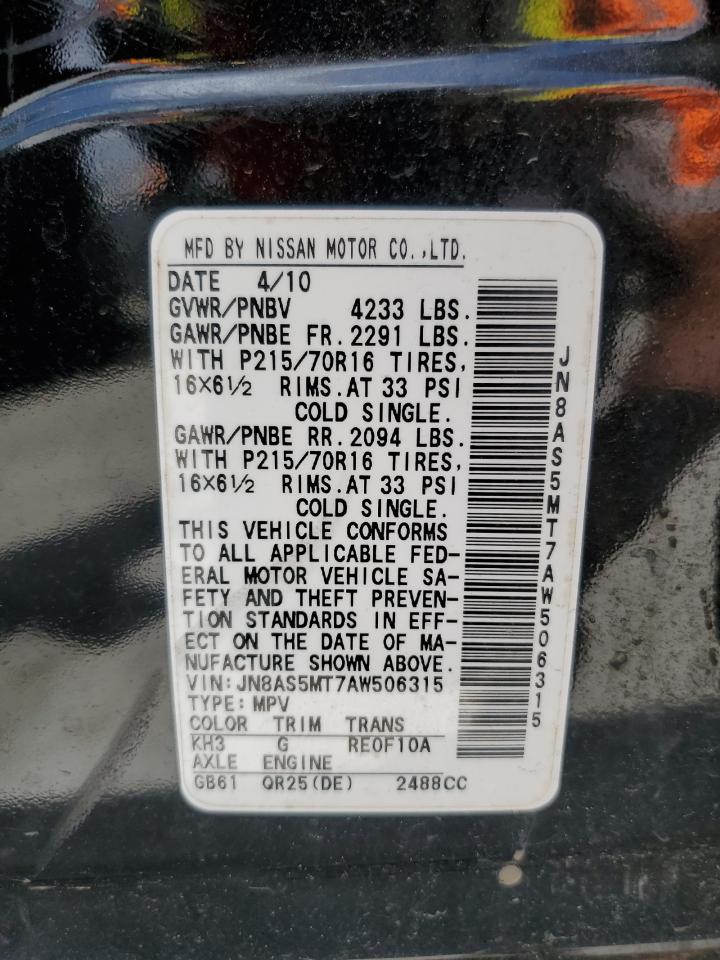 MFD BY NISSAN MOTOR CO.,LTD.
DATE 4/10
GVWR/PNBV 4233 LBS.
GAWR/PNBE FR.2291 LBS.
WITH P215/70R16 TIRES,
16X6½ RIMS.AT 33 PSI
COLD SINGLE.
GAWR/PNBE RR.2094 LBS.
WITH P215/70R16 TIRES,
16X6½ RIMS.AT 33 PSI
COLD SINGLE.
THIS VEHICLE CONFORMS
TO ALL APPLICABLE FED-
ERAL MOTOR VEHICLE SA-
FETY AND THEFT PREVEN-
TION STANDARDS IN EFF-
ECT ON THE DATE OF MA-
NUFACTURE SHOWN ABOVE.
VIN:JN8AS5MT7AW506315
TYPE:MPV
COLOR TRIM TRANS
KH3 G RE0F10A
AXLE ENGINE
GB61 QR25(DE) 2488CC
JN8AS5MT7AW506315